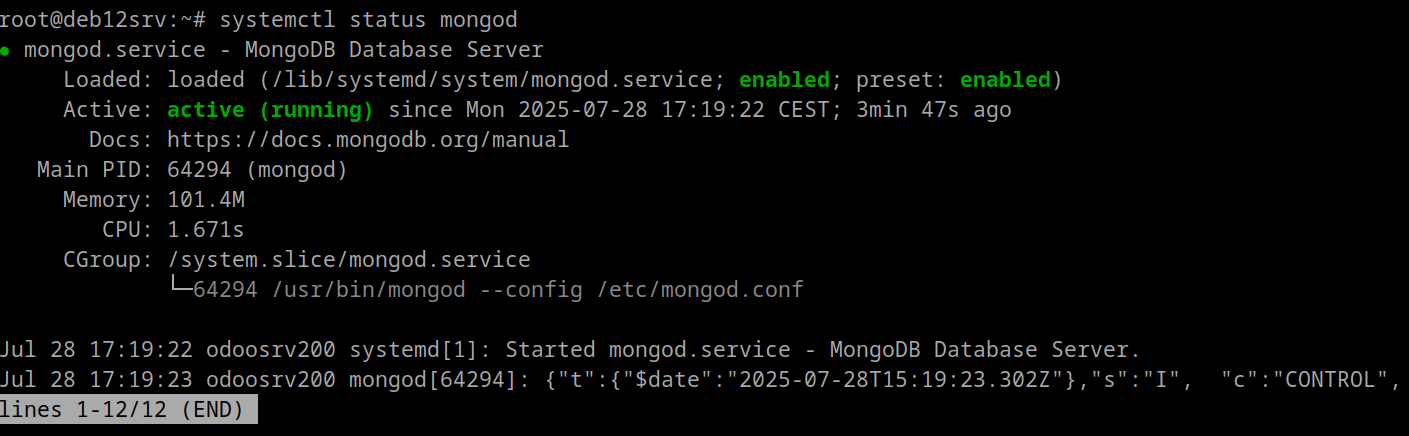 root@deb12srv:~# systemctl status mongod
● mongod.service - MongoDB Database Server
Loaded: loaded (/lib/systemd/system/mongod.service; enabled; preset: enabled)
Active: active (running) since Mon 2025-07-28 17:19:22 CEST; 3min 47s ago
Docs: https://docs.mongodb.org/manual
Main PID: 64294 (mongod)
Memory: 101.4M
CPU: 1.671s
CGroup: /system.slice/mongod.service
└─64294 /usr/bin/mongod --config /etc/mongod.conf
Jul 28 17:19:22 odoosrv200 systemd[1]: Started mongod.service - MongoDB Database Server.
Jul 28 17:19:23 odoosrv200 mongod[64294]: {"t":{"$date":"2025-07-28T15:19:23.302Z"},"s":"I",  "c":"CONTROL",
lines 1-12/12 (END)